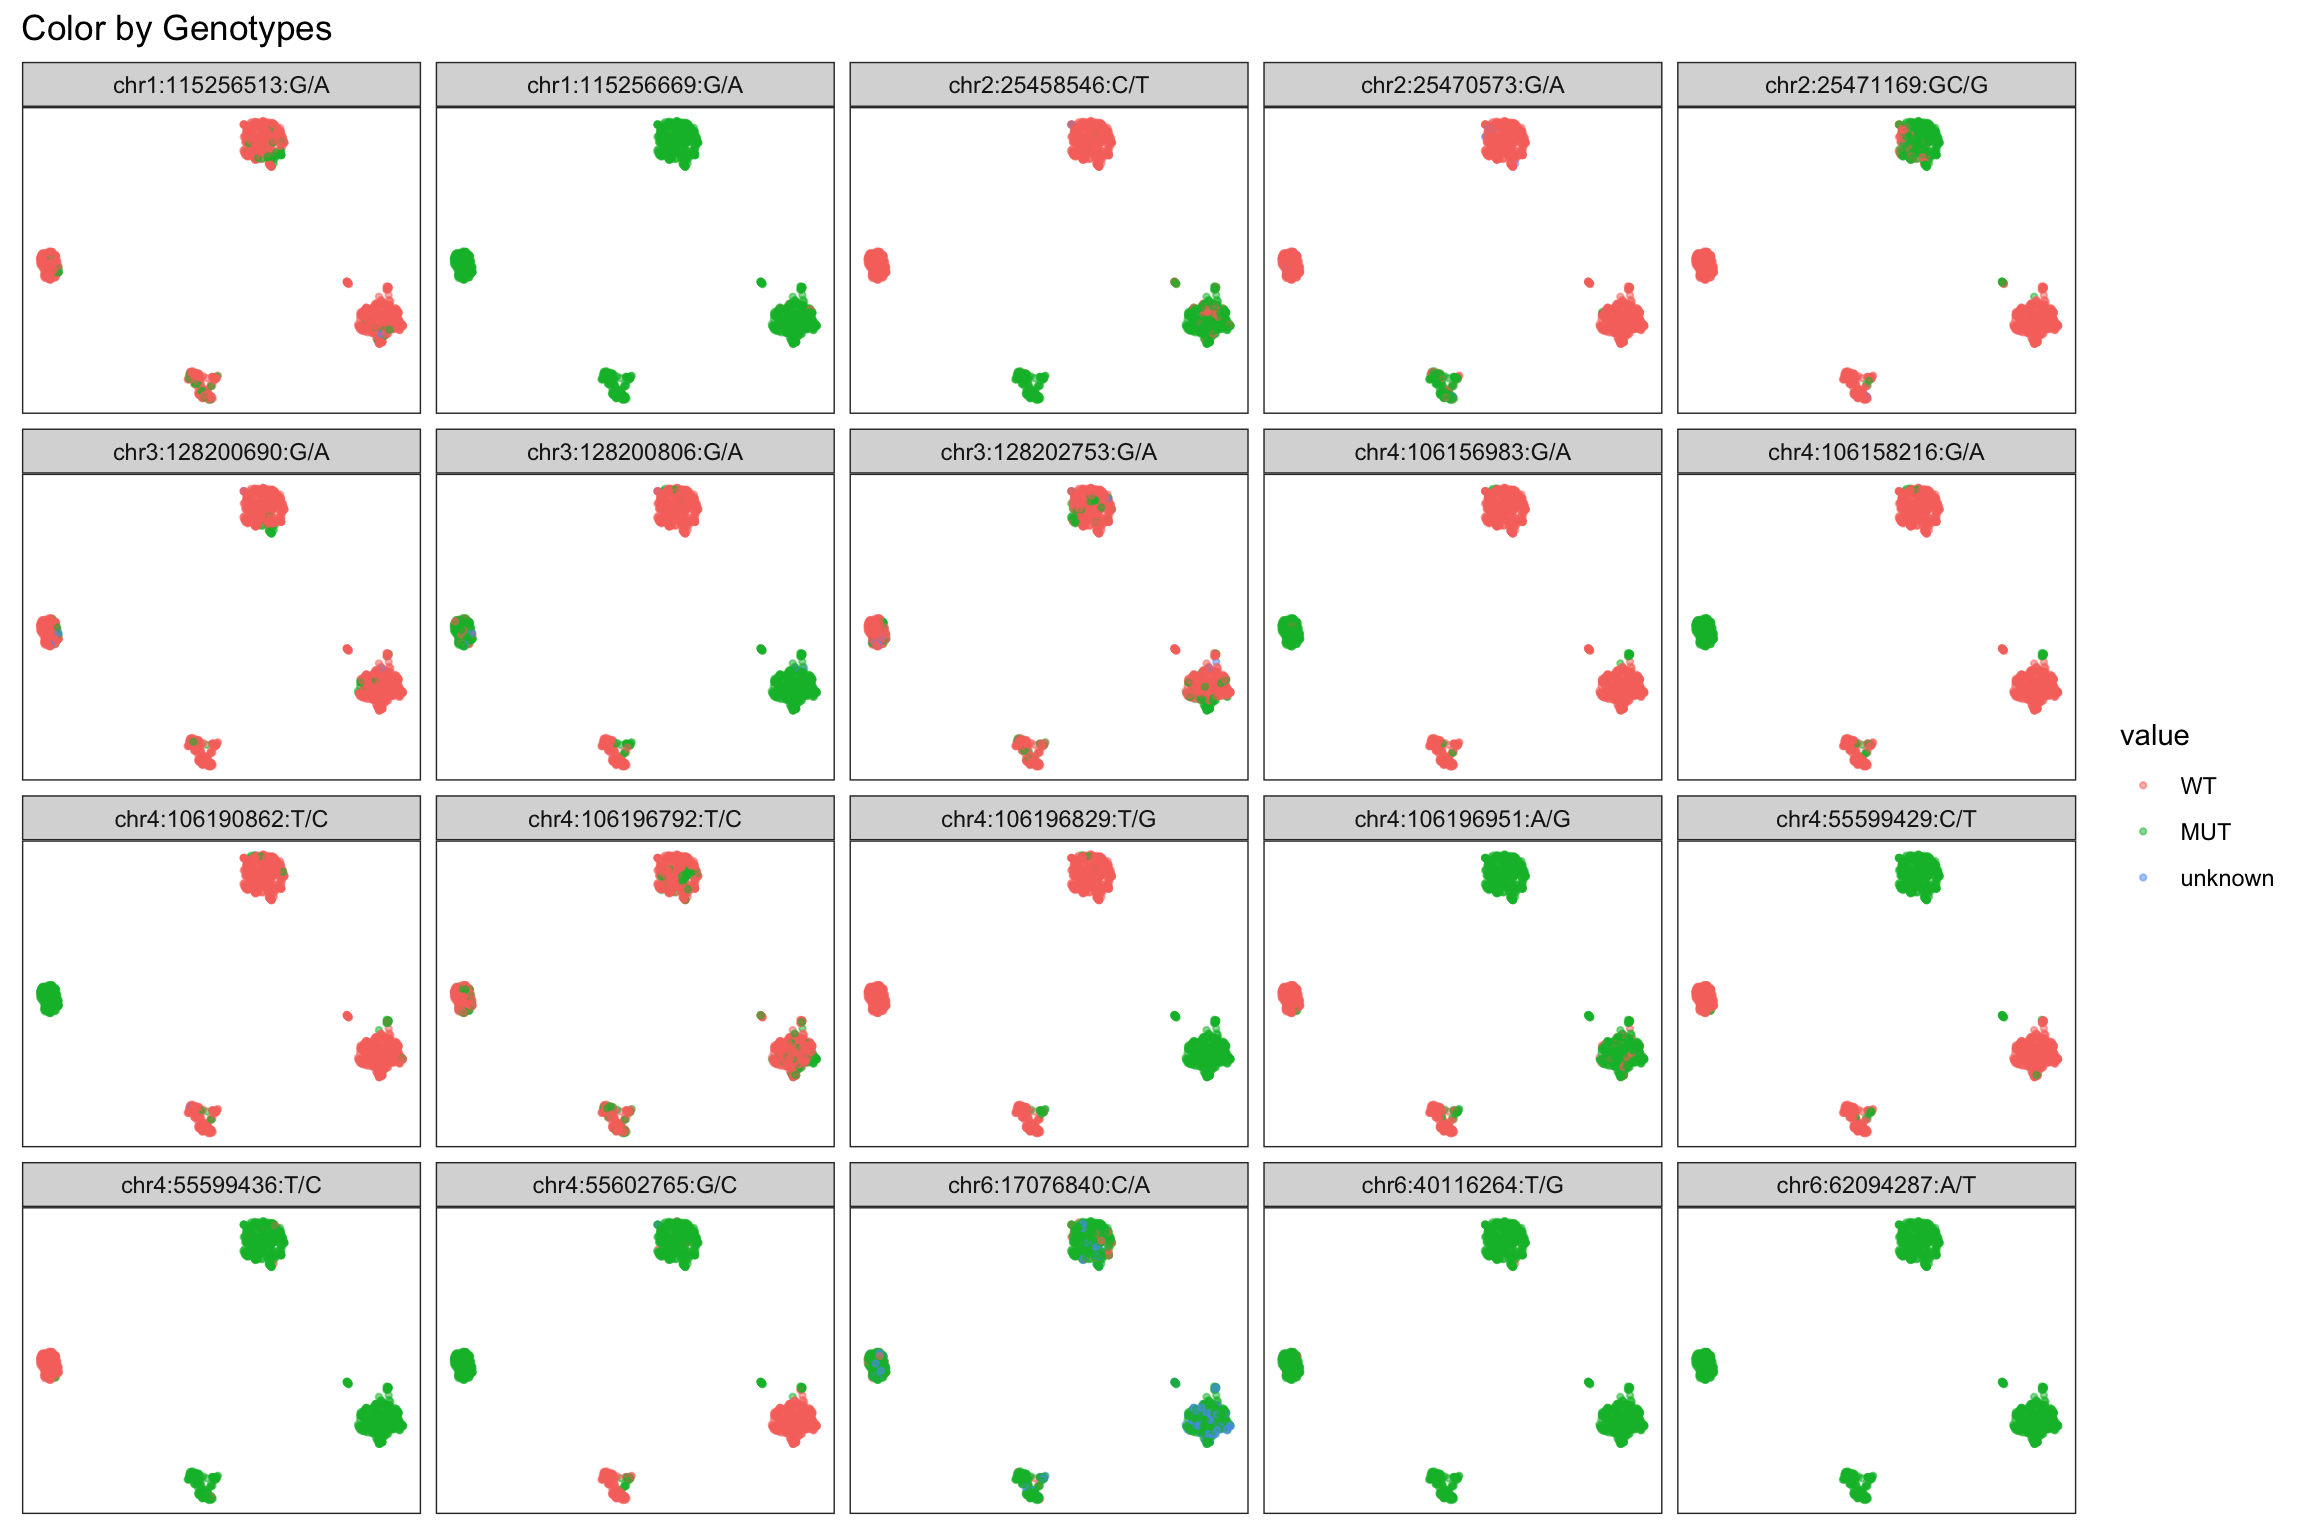 Color by Genotypes
chr1:115256513:G/A
chr1:115256669:G/A
chr2:25458546:C/T
chr2:25470573:G/A
chr2:25471169:GC/G
chr3:128200690:G/A
chr3:128200806:G/A
chr3:128202753:G/A
chr4:106156983:G/A
chr4:106158216:G/A
chr4:106190862:T/C
chr4:106196792:T/C
chr4:106196829:T/G
chr4:106196951:A/G
chr4:55599429:C/T
chr4:55599436:T/C
chr4:55602765:G/C
chr6:17076840:C/A
chr6:40116264:T/G
chr6:62094287:A/T
value
WT
MUT
unknown